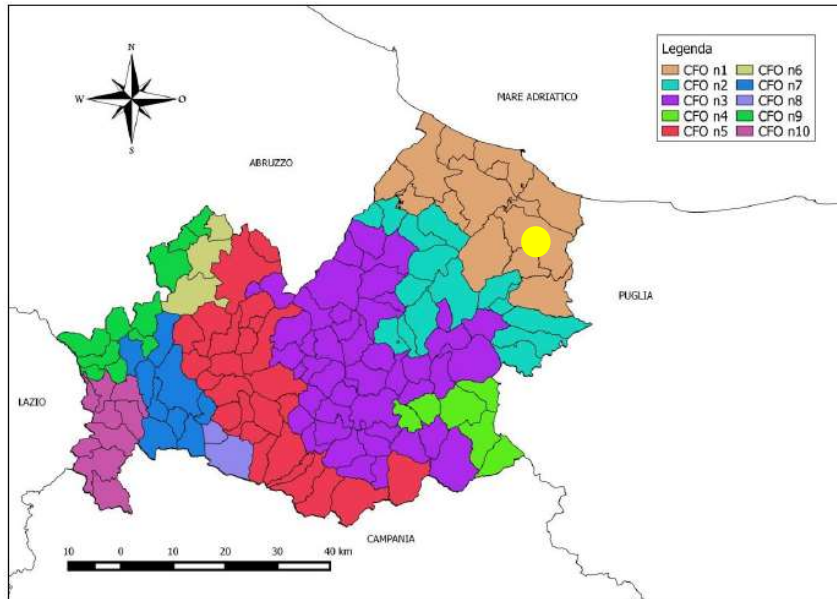 Legenda
CFO n1 CFO n6
CFO n2 CFO n7
CFO n3 CFO n8
CFO n4 CFO n9
CFO n5 CFO n10
N
W O
S
MARE ADRIATICO
ABRUZZO
PUGLIA
LAZIO
CAMPANIA
10 0 10 20 30 40 km